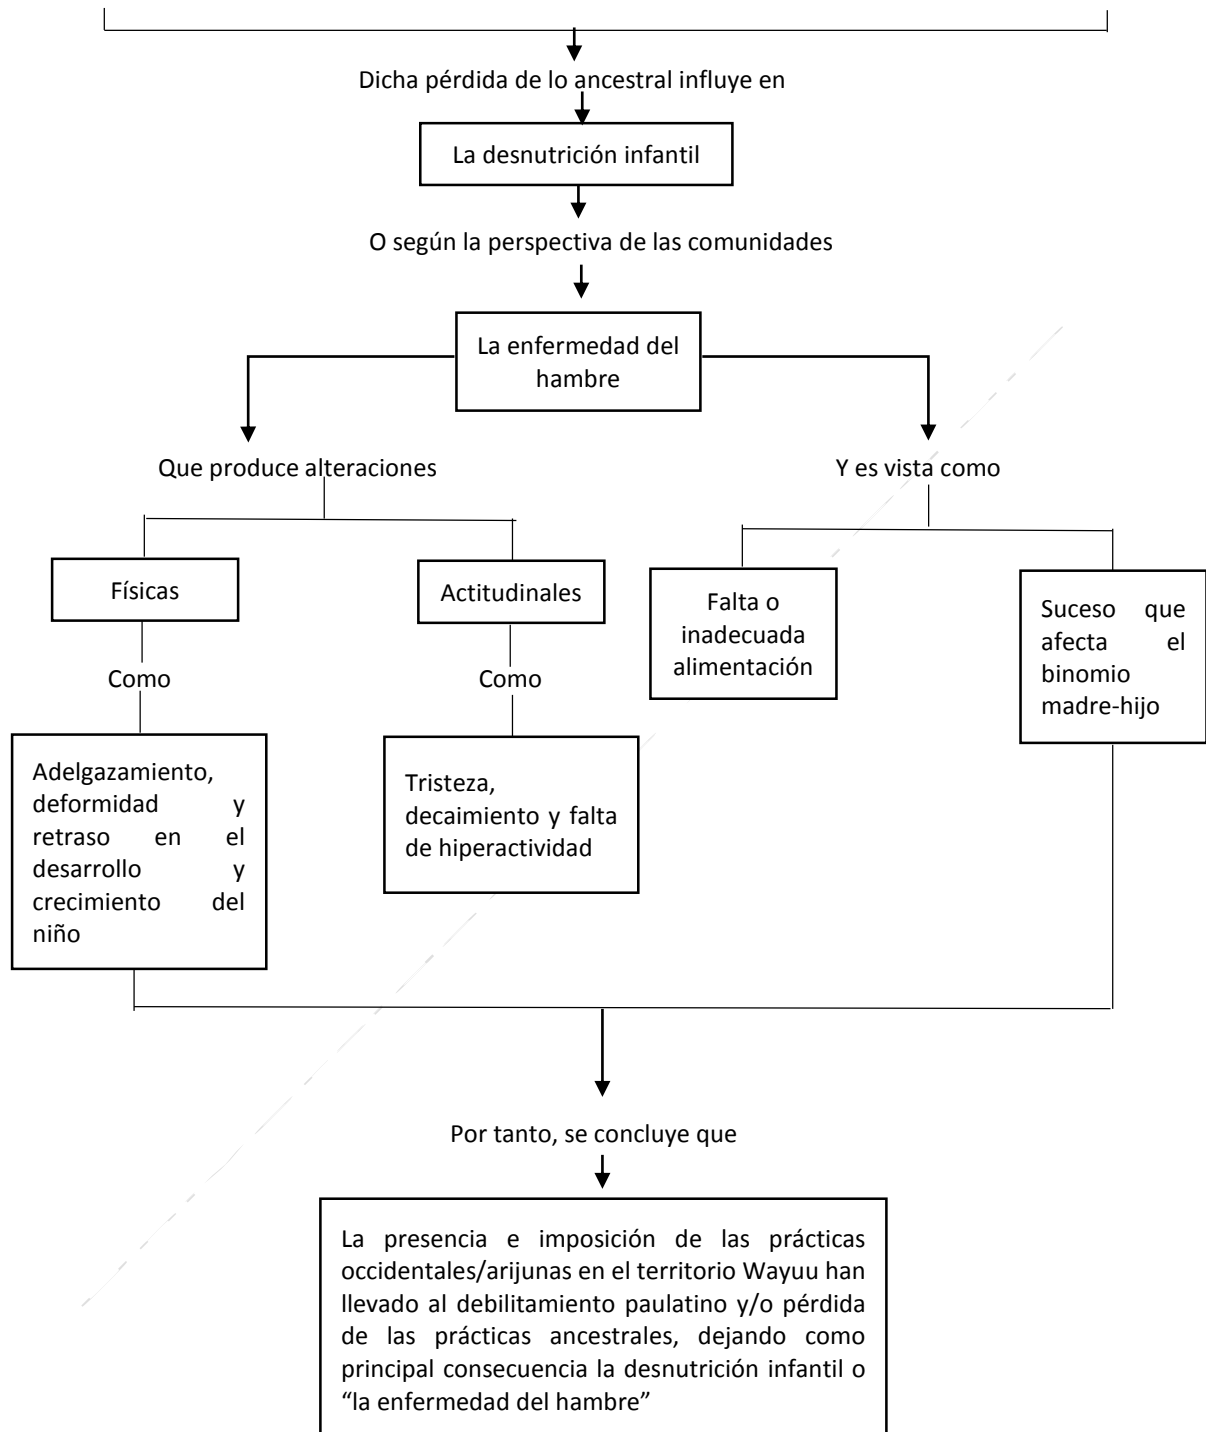 Dicha pérdida de lo ancestral influye en
La desnutrición infantil
O según la perspectiva de las comunidades
La enfermedad del
hambre
Que produce alteraciones
Y es vista como
Físicas
Actitudinales
Falta o
inadecuada
alimentación
Suceso que
afecta el
binomio
madre-hijo
Como
Como
Adelgazamiento,
deformidad y
retraso en el
desarrollo y
crecimiento del
niño
Tristeza,
decaimiento y falta
de hiperactividad
Por tanto, se concluye que
La presencia e imposición de las prácticas
occidentales/arijunas en el territorio Wayuu han
llevado al debilitamiento paulatino y/o pérdida
de las prácticas ancestrales, dejando como
principal consecuencia la desnutrición infantil o
“la enfermedad del hambre”